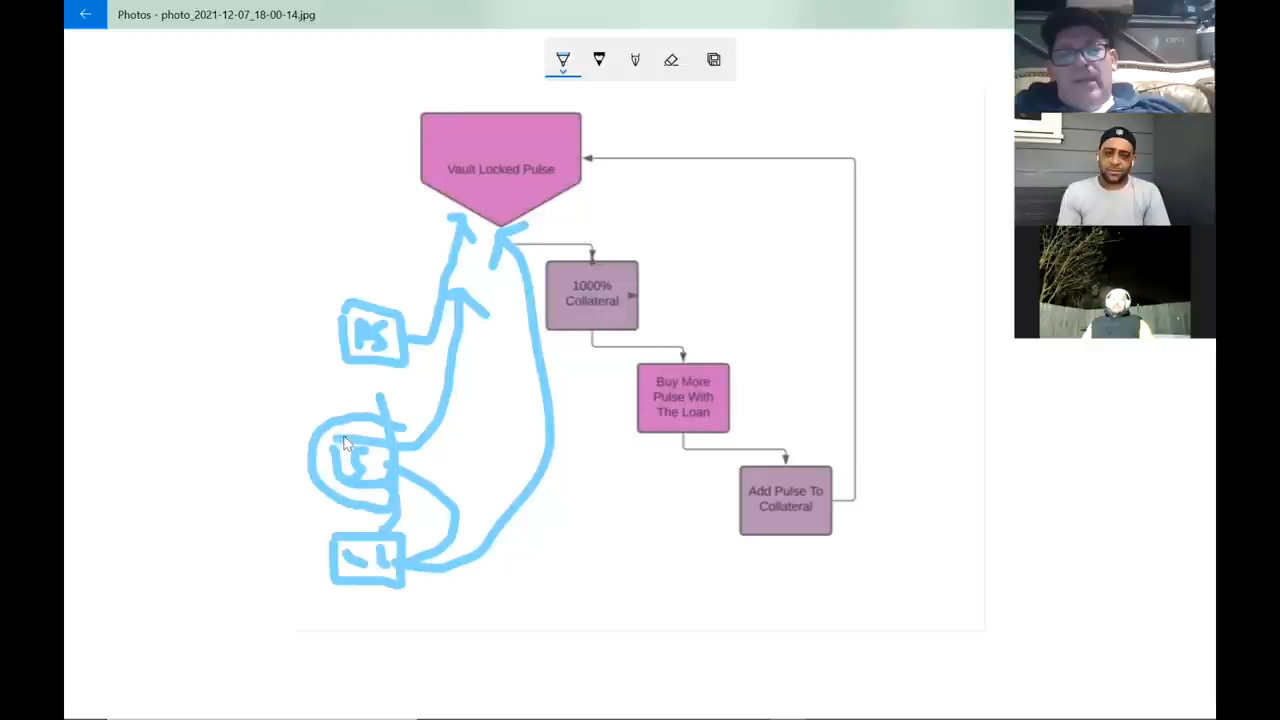 Photos - photo_2021-12-07_18-00-14.jpg
Vault Locked Pulse
1000%
Collateral
Buy More
Pulse With
The Loan
Add Pulse To
Collateral